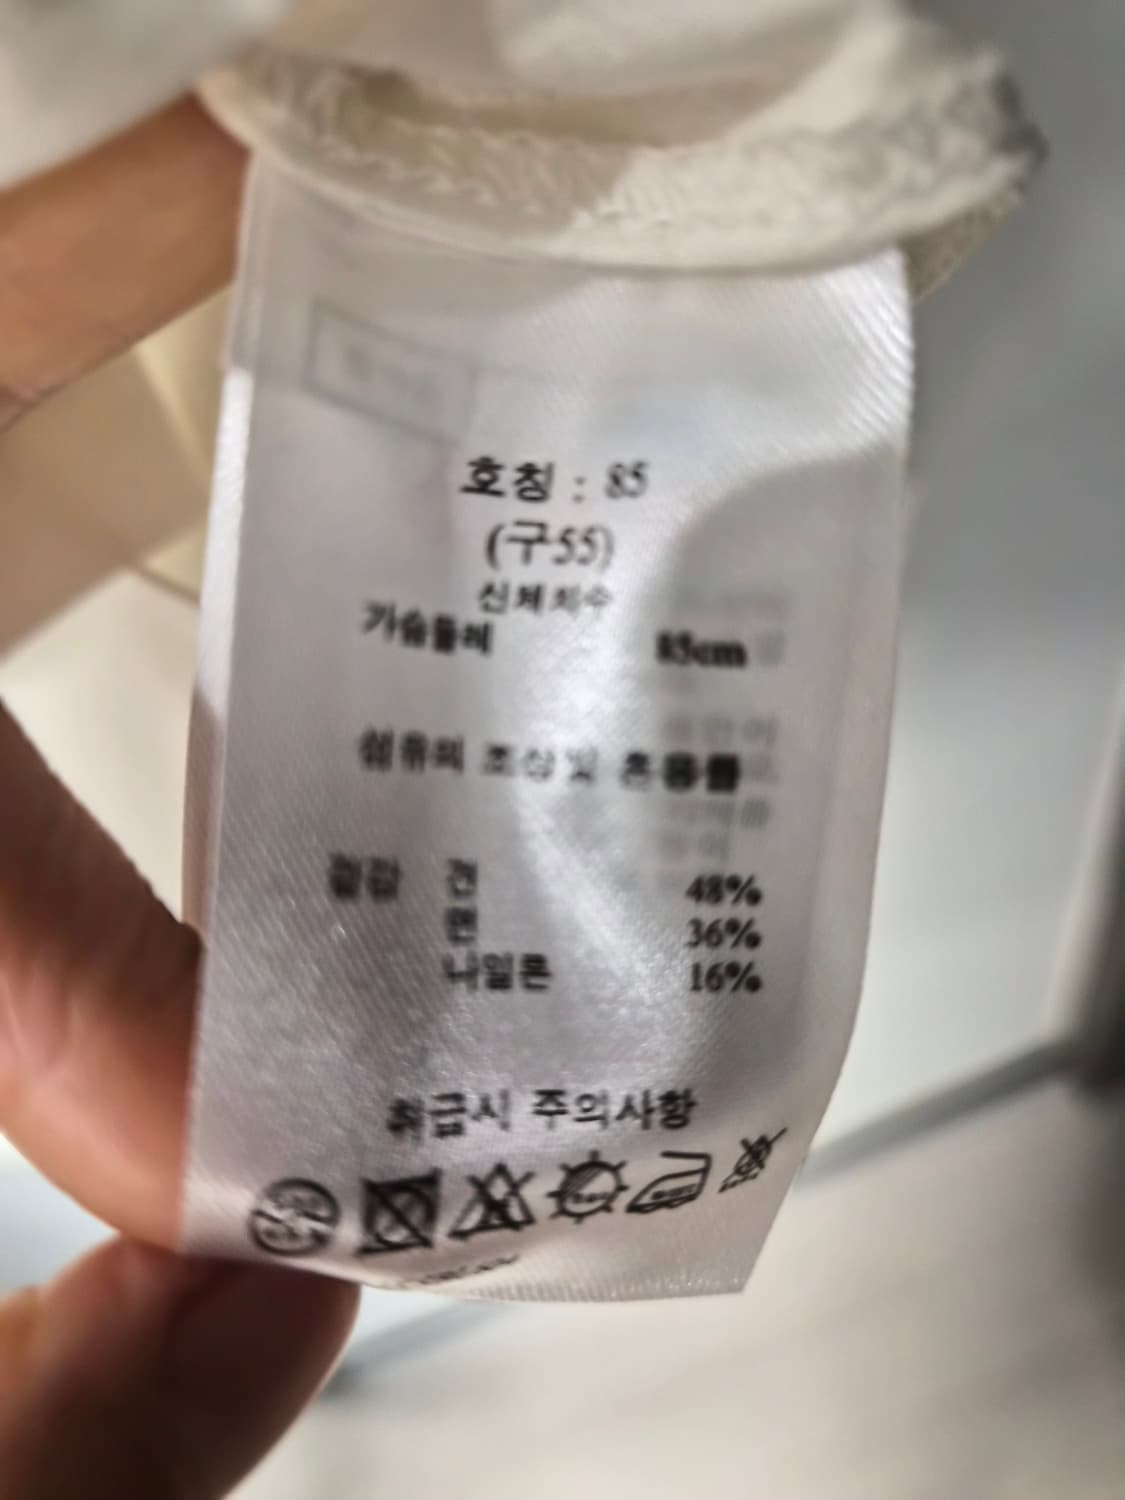 호칭 : 85
(구55)
신체치수
가슴둘레 85cm
섬유의 조성및 혼용률
겉감 견 48%
면 36%
나일론 16%
취급시 주의사항